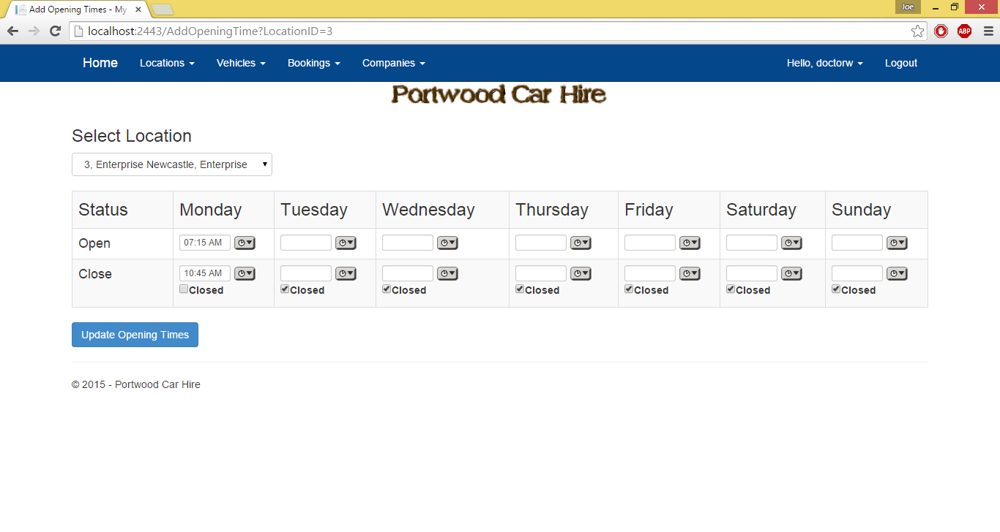 Add Opening Times - My
Joe
localhost:2443/AddOpeningTime?LocationID=3
ABP
Home Locations Vehicles Bookings Companies Hello, doctorw Logout
Portwood Car Hire
Select Location
3, Enterprise Newcastle, Enterprise
Status Monday Tuesday Wednesday Thursday Friday Saturday Sunday
Open 07:15 AM
Close 10:45 AM
Closed Closed Closed Closed Closed Closed Closed
Update Opening Times
© 2015 - Portwood Car Hire